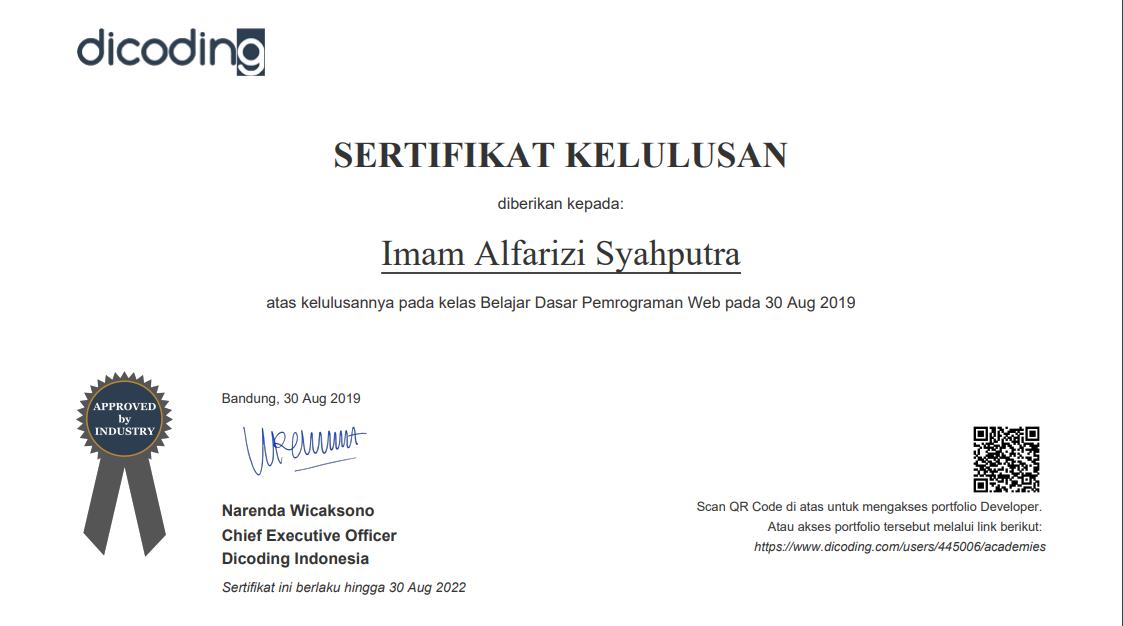 dicoding
SERTIFIKAT KELULUSAN
diberikan kepada:
Imam Alfarizi Syahputra
atas kelulusannya pada kelas Belajar Dasar Pemrograman Web pada 30 Aug 2019
APPROVED
by
INDUSTRY
Bandung, 30 Aug 2019
Narenda Wicaksono
Chief Executive Officer
Dicoding Indonesia
Sertifikat ini berlaku hingga 30 Aug 2022
Scan QR Code di atas untuk mengakses portfolio Developer.
Atau akses portfolio tersebut melalui link berikut:
https://www.dicoding.com/users/445006/academies